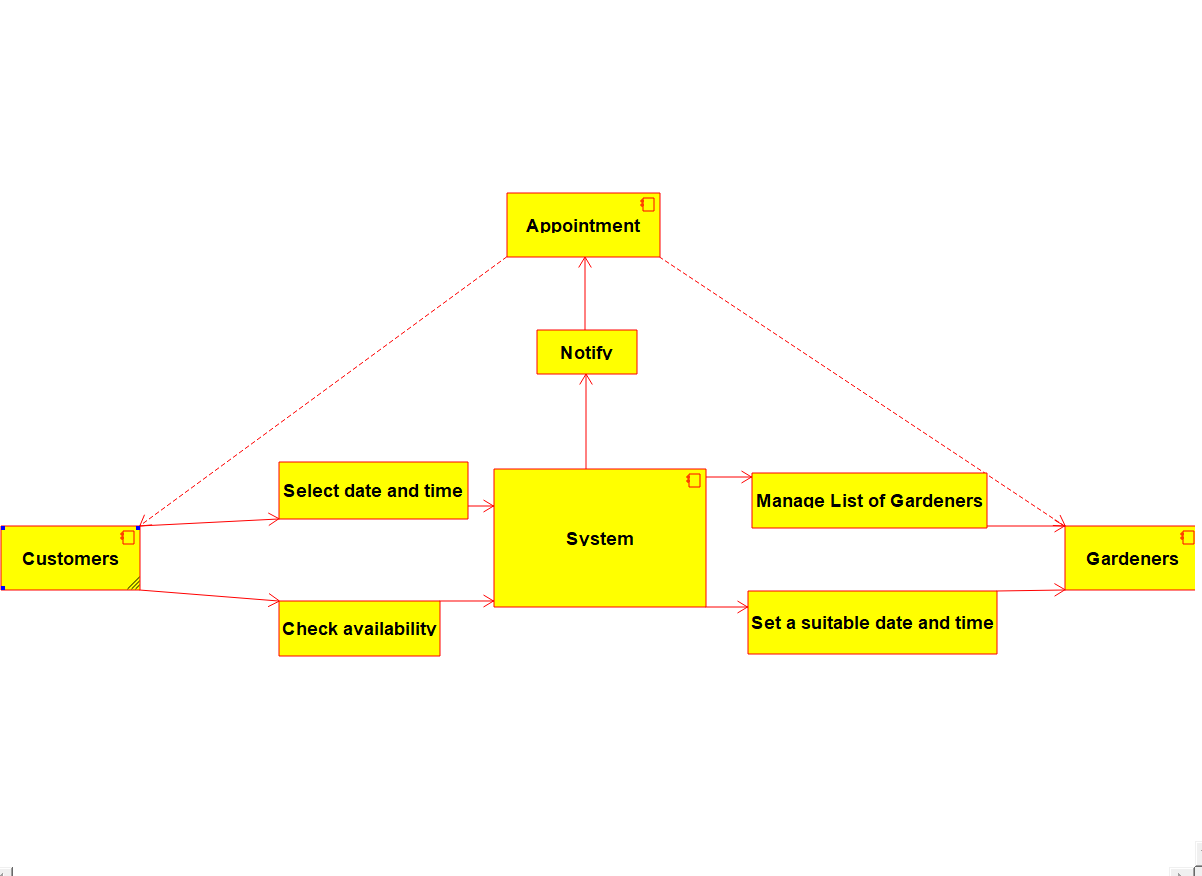 Appointment
Notify
Select date and time
Manage List of Gardeners
System
Customers
Gardeners
Check availability
Set a suitable date and time